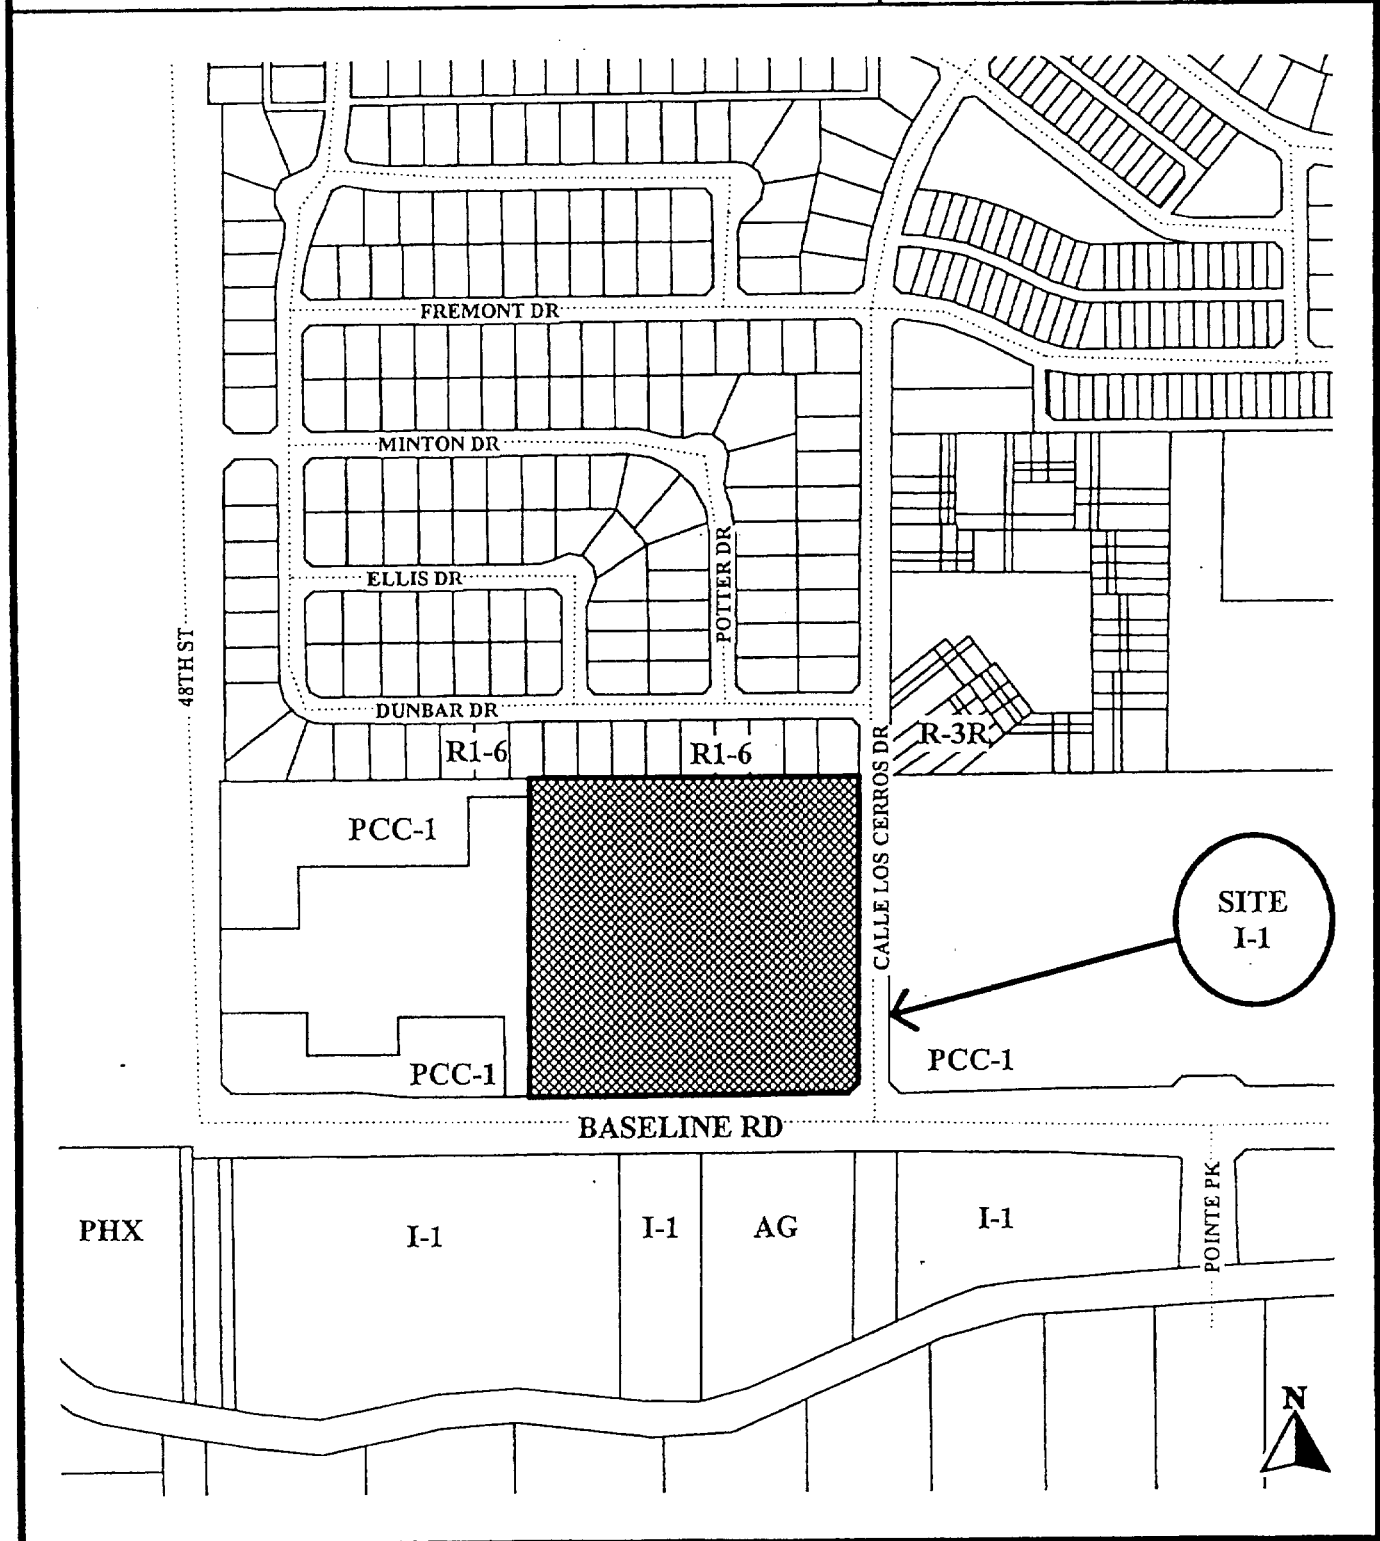 FREMONT DR
MINTON DR
ELLIS DR
POTTER DR
48TH ST
DUNBAR DR
R1-6
R1-6
R-3R
CALLE LOS CERROS DR
PCC-1
SITE
I-1
PCC-1
PCC-1
BASELINE RD
PHX
I-1
I-1
AG
I-1
POINTE PK
N